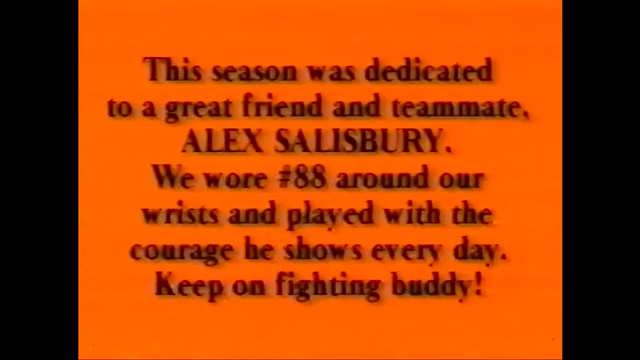 This season was dedicated
to a great friend and teammate,
ALEX SALISBURY.
We wore #88 around our
wrists and played with the
courage he shows every day.
Keep on fighting buddy!